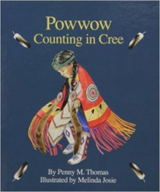 Powwow
Counting in Cree
By Penny M. Thomas
Illustrated by Melinda Josie